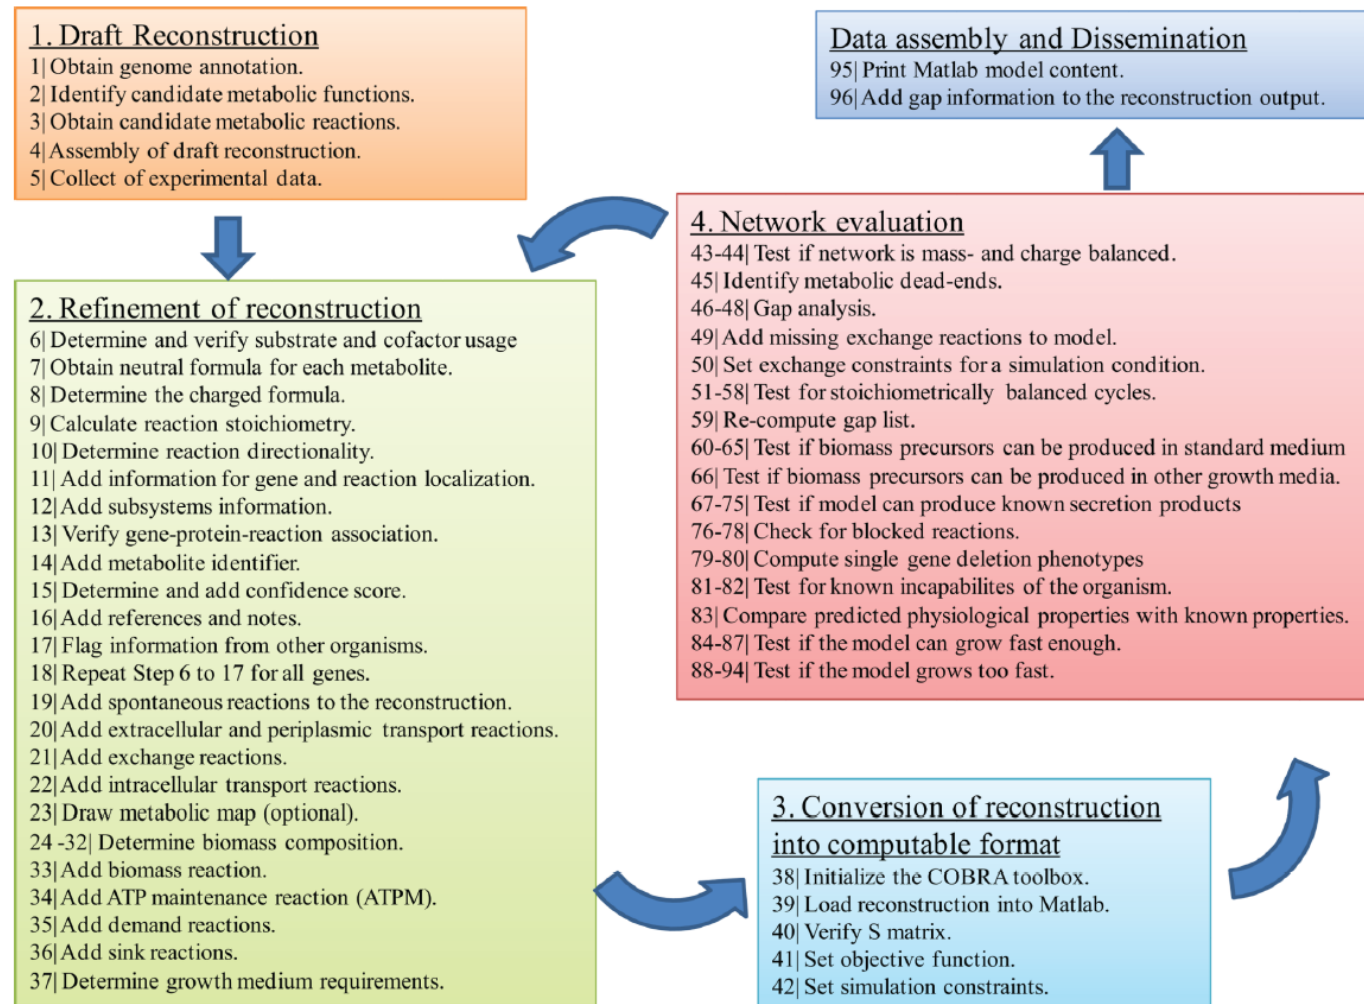 1. Draft Reconstruction
1| Obtain genome annotation.
2| Identify candidate metabolic functions.
3| Obtain candidate metabolic reactions.
4| Assembly of draft reconstruction.
5| Collect of experimental data.
2. Refinement of reconstruction
6| Determine and verify substrate and cofactor usage
7| Obtain neutral formula for each metabolite.
8| Determine the charged formula.
9| Calculate reaction stoichiometry.
10| Determine reaction directionality.
11| Add information for gene and reaction localization.
12| Add subsystems information.
13| Verify gene-protein-reaction association.
14| Add metabolite identifier.
15| Determine and add confidence score.
16| Add references and notes.
17| Flag information from other organisms.
18| Repeat Step 6 to 17 for all genes.
19| Add spontaneous reactions to the reconstruction.
20| Add extracellular and periplasmic transport reactions.
21| Add exchange reactions.
22| Add intracellular transport reactions.
23| Draw metabolic map (optional).
24 -32| Determine biomass composition.
33| Add biomass reaction.
34| Add ATP maintenance reaction (ATPM).
35| Add demand reactions.
36| Add sink reactions.
37| Determine growth medium requirements.
3. Conversion of reconstruction
into computable format
38| Initialize the COBRA toolbox.
39| Load reconstruction into Matlab.
40| Verify S matrix.
41| Set objective function.
42| Set simulation constraints.
4. Network evaluation
43-44| Test if network is mass- and charge balanced.
45| Identify metabolic dead-ends.
46-48| Gap analysis.
49| Add missing exchange reactions to model.
50| Set exchange constraints for a simulation condition.
51-58| Test for stoichiometrically balanced cycles.
59| Re-compute gap list.
60-65| Test if biomass precursors can be produced in standard medium
66| Test if biomass precursors can be produced in other growth media.
67-75| Test if model can produce known secretion products
76-78| Check for blocked reactions.
79-80| Compute single gene deletion phenotypes
81-82| Test for known incapabilites of the organism.
83| Compare predicted physiological properties with known properties.
84-87| Test if the model can grow fast enough.
88-94| Test if the model grows too fast.
Data assembly and Dissemination
95| Print Matlab model content.
96| Add gap information to the reconstruction output.